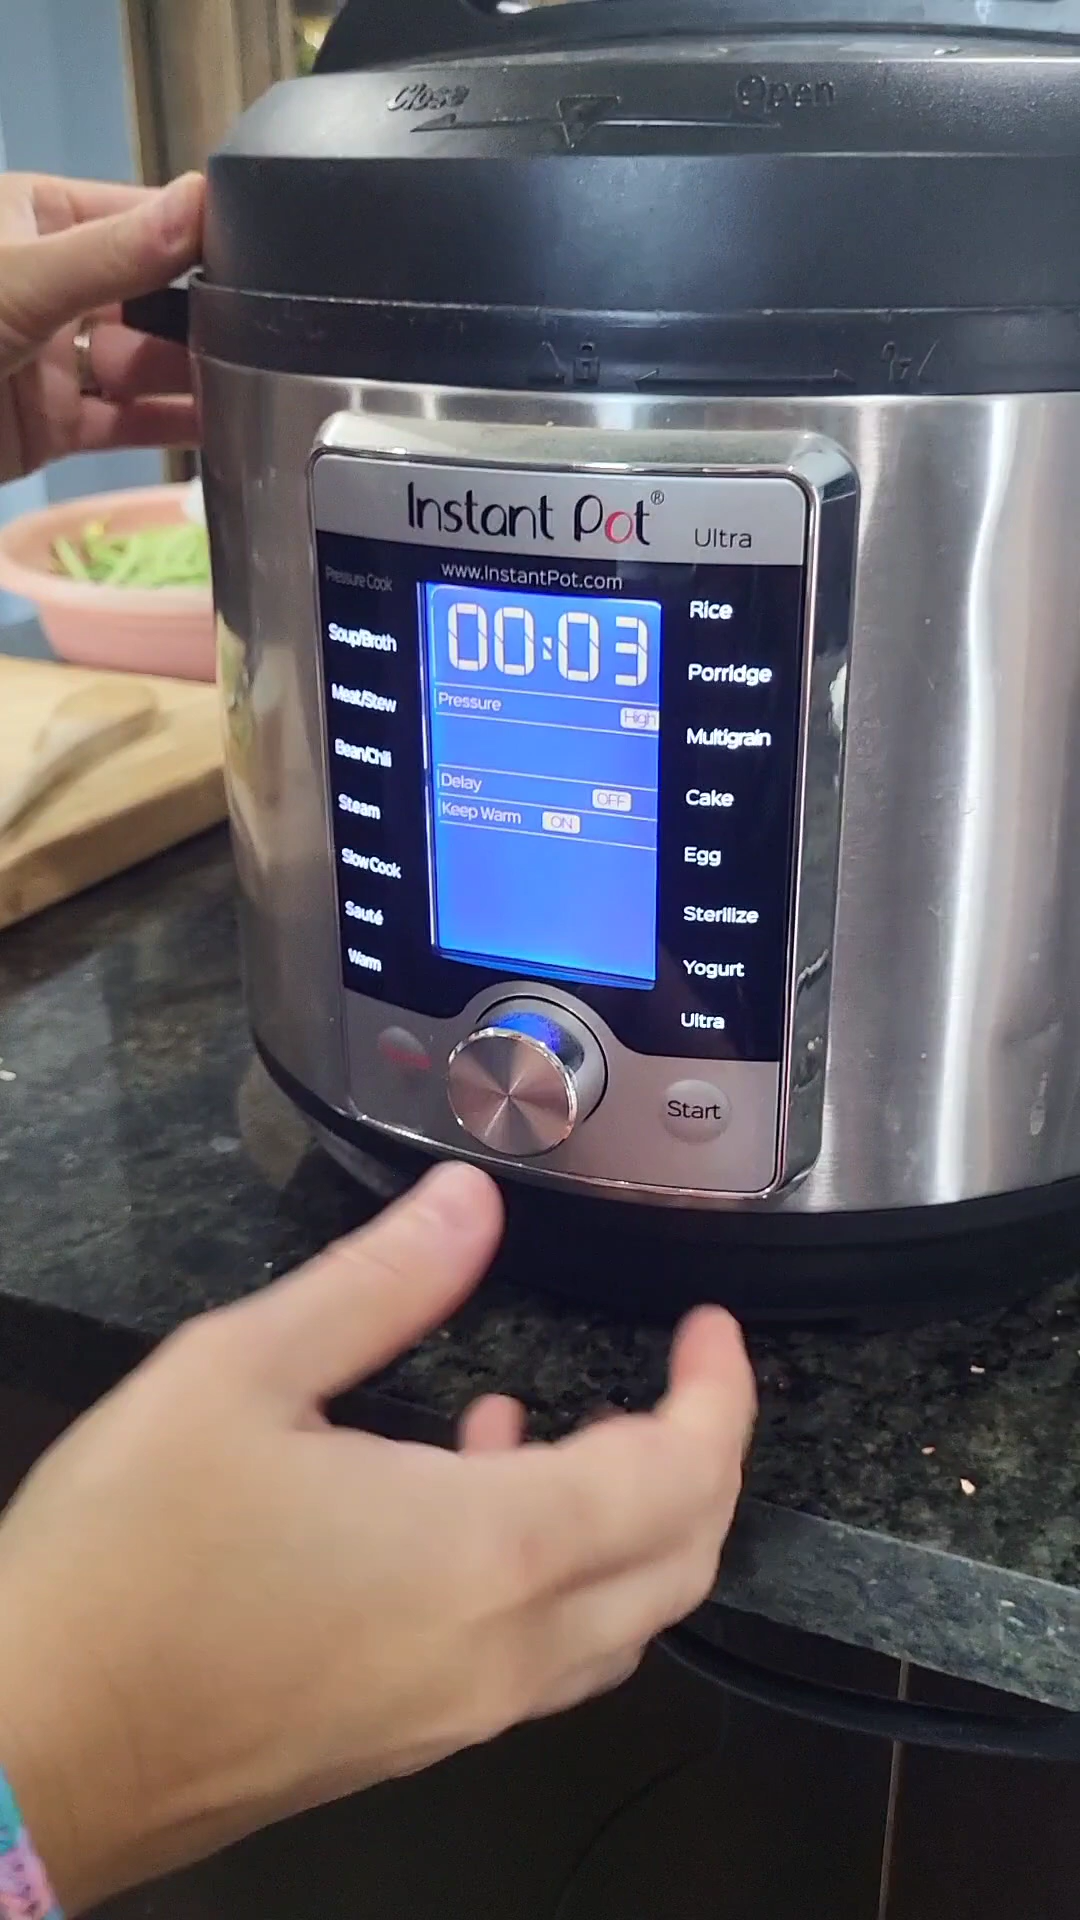 Close Open
Instant Pot®
Ultra
www.InstantPot.com
Pressure Cook
Soup/Broth
Meat/Stew
Bean/Chili
Steam
Slow Cook
Sauté
Warm
00:03
Pressure
High
Delay
OFF
Keep Warm ON
Rice
Porridge
Multigrain
Cake
Egg
Sterilize
Yogurt
Ultra
Start